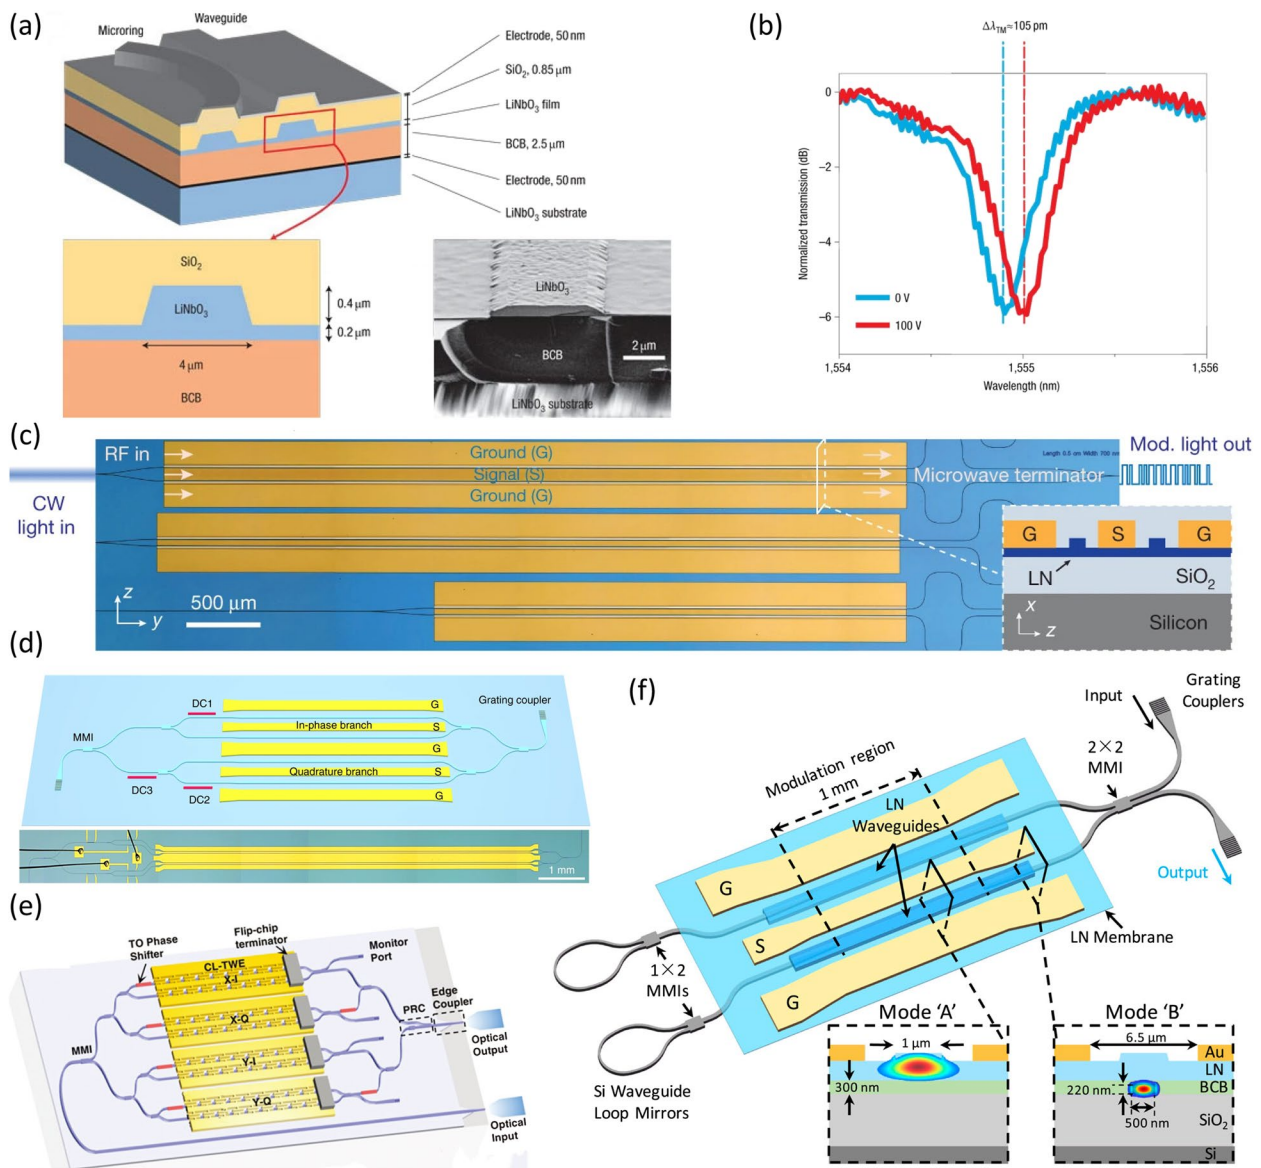 (a)
Microring
Waveguide
Electrode, 50 nm
SiO₂, 0.85 μm
LiNbO₃ film
BCB, 2.5 μm
Electrode, 50 nm
LiNbO₃ substrate
SiO₂
LiNbO₃
0.4 μm
0.2 μm
4 μm
BCB
LiNbO₃
BCB
2 μm
LiNbO₃ substrate
(b)
Δλ_TM≈105 pm
Normalized transmission (dB)
0
−2
−4
−6
0 V
100 V
1,554
1,555
1,556
Wavelength (nm)
(c)
RF in
Ground (G)
Signal (S)
Ground (G)
CW
light in
Microwave terminator
Length 0.5 cm Width 700 nm
Mod. light out
500 μm
z
y
G
S
G
LN
SiO₂
x
z
Silicon
(d)
MMI
DC1
DC3
DC2
In-phase branch
Quadrature branch
G
S
G
S
G
Grating coupler
1 mm
(e)
TO Phase
Shifter
Flip-chip
terminator
Monitor
Port
CL-TWE
X-I
X-Q
Y-I
Y-Q
MMI
PRC
Edge
Coupler
Optical
Output
Optical
Input
(f)
Input
Grating
Couplers
2×2
MMI
Modulation region
1 mm
LN
Waveguides
G
S
G
Output
LN Membrane
1×2
MMIs
Si Waveguide
Loop Mirrors
Mode 'A'
1 μm
300 nm
Mode 'B'
6.5 μm
Au
LN
BCB
220 nm
500 nm
SiO₂
Si